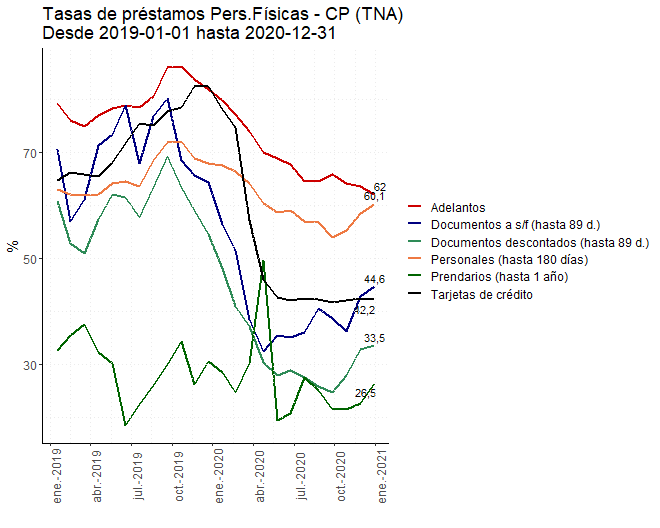 Tasas de préstamos Pers.Físicas - CP (TNA)
Desde 2019-01-01 hasta 2020-12-31
%
70
50
30
62
60,1
44,6
42,2
33,5
26,5
ene.-2019
abr.-2019
jul.-2019
oct.-2019
ene.-2020
abr.-2020
jul.-2020
oct.-2020
ene.-2021
Adelantos
Documentos a s/f (hasta 89 d.)
Documentos descontados (hasta 89 d.)
Personales (hasta 180 días)
Prendarios (hasta 1 año)
Tarjetas de crédito